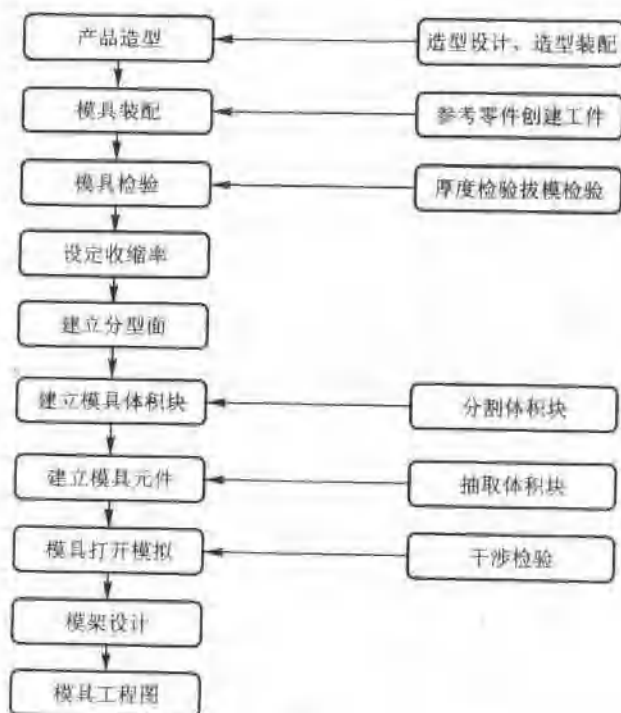 产品造型
造型设计、造型装配
模具装配
参考零件创建工件
模具检验
厚度检验拔模检验
设定收缩率
建立分型面
建立模具体积块
分割体积块
建立模具元件
抽取体积块
模具打开模拟
干涉检验
模架设计
模具工程图